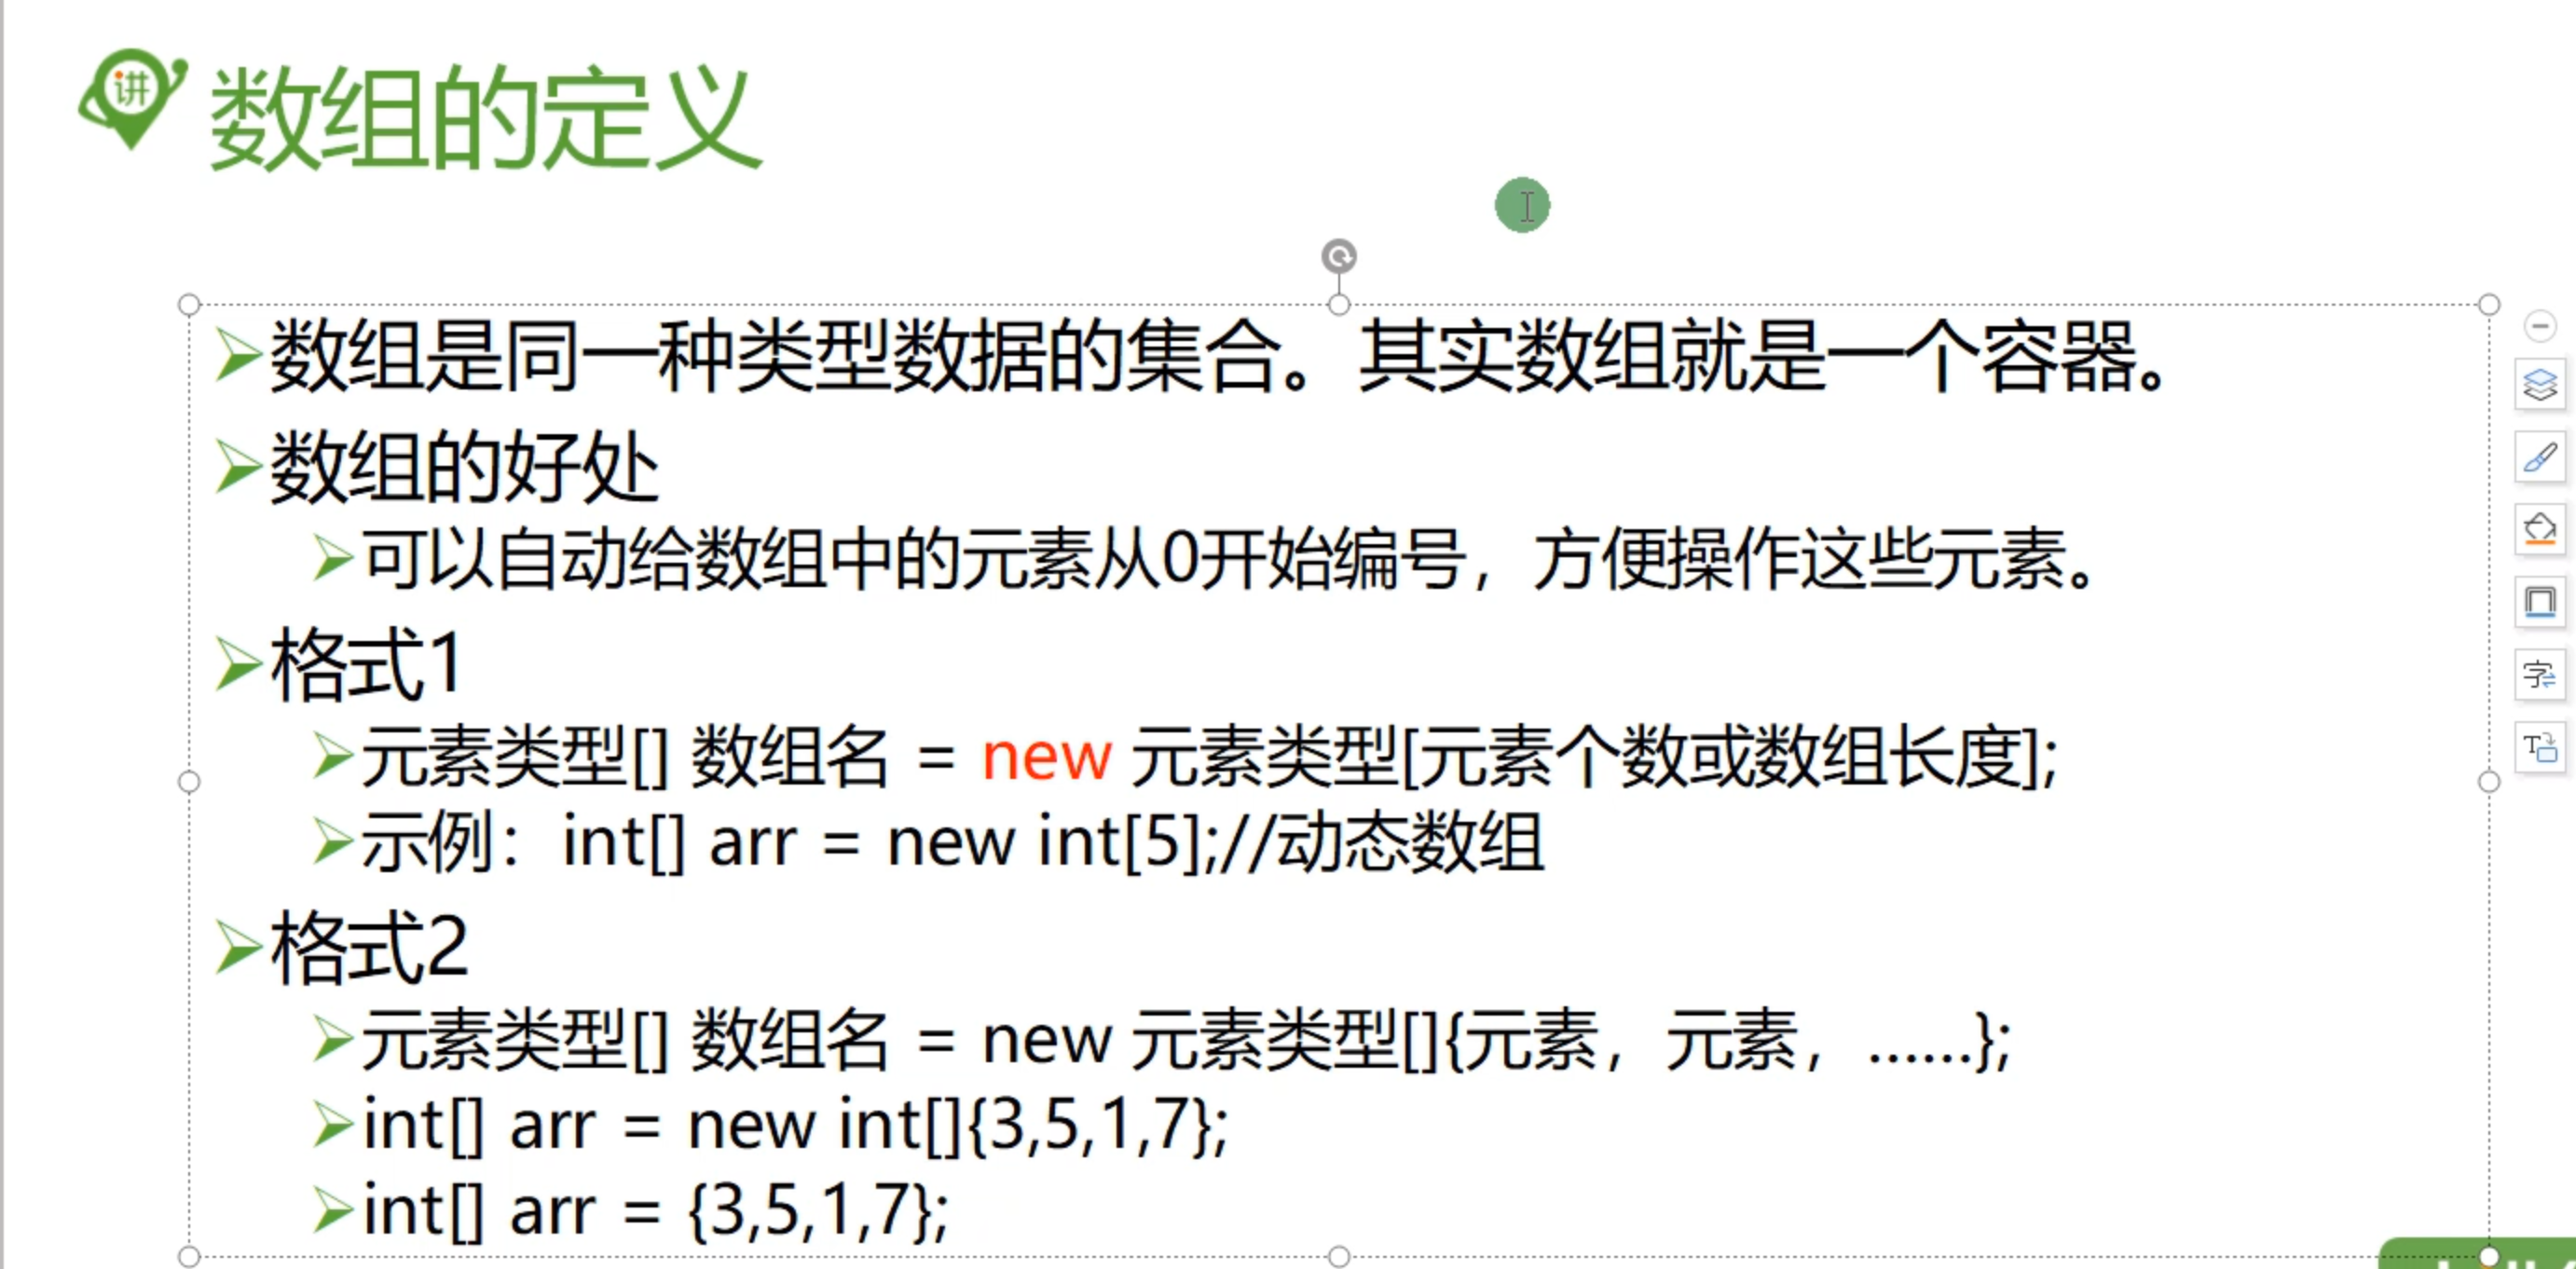 讲
数组的定义
数组是同一种类型数据的集合。其实数组就是一个容器。
数组的好处
可以自动给数组中的元素从0开始编号，方便操作这些元素。
格式1
元素类型[] 数组名 = new 元素类型[元素个数或数组长度];
示例：int[] arr = new int[5];//动态数组
格式2
元素类型[] 数组名 = new 元素类型[]{元素，元素，......};
int[] arr = new int[]{3,5,1,7};
int[] arr = {3,5,1,7};
字
T